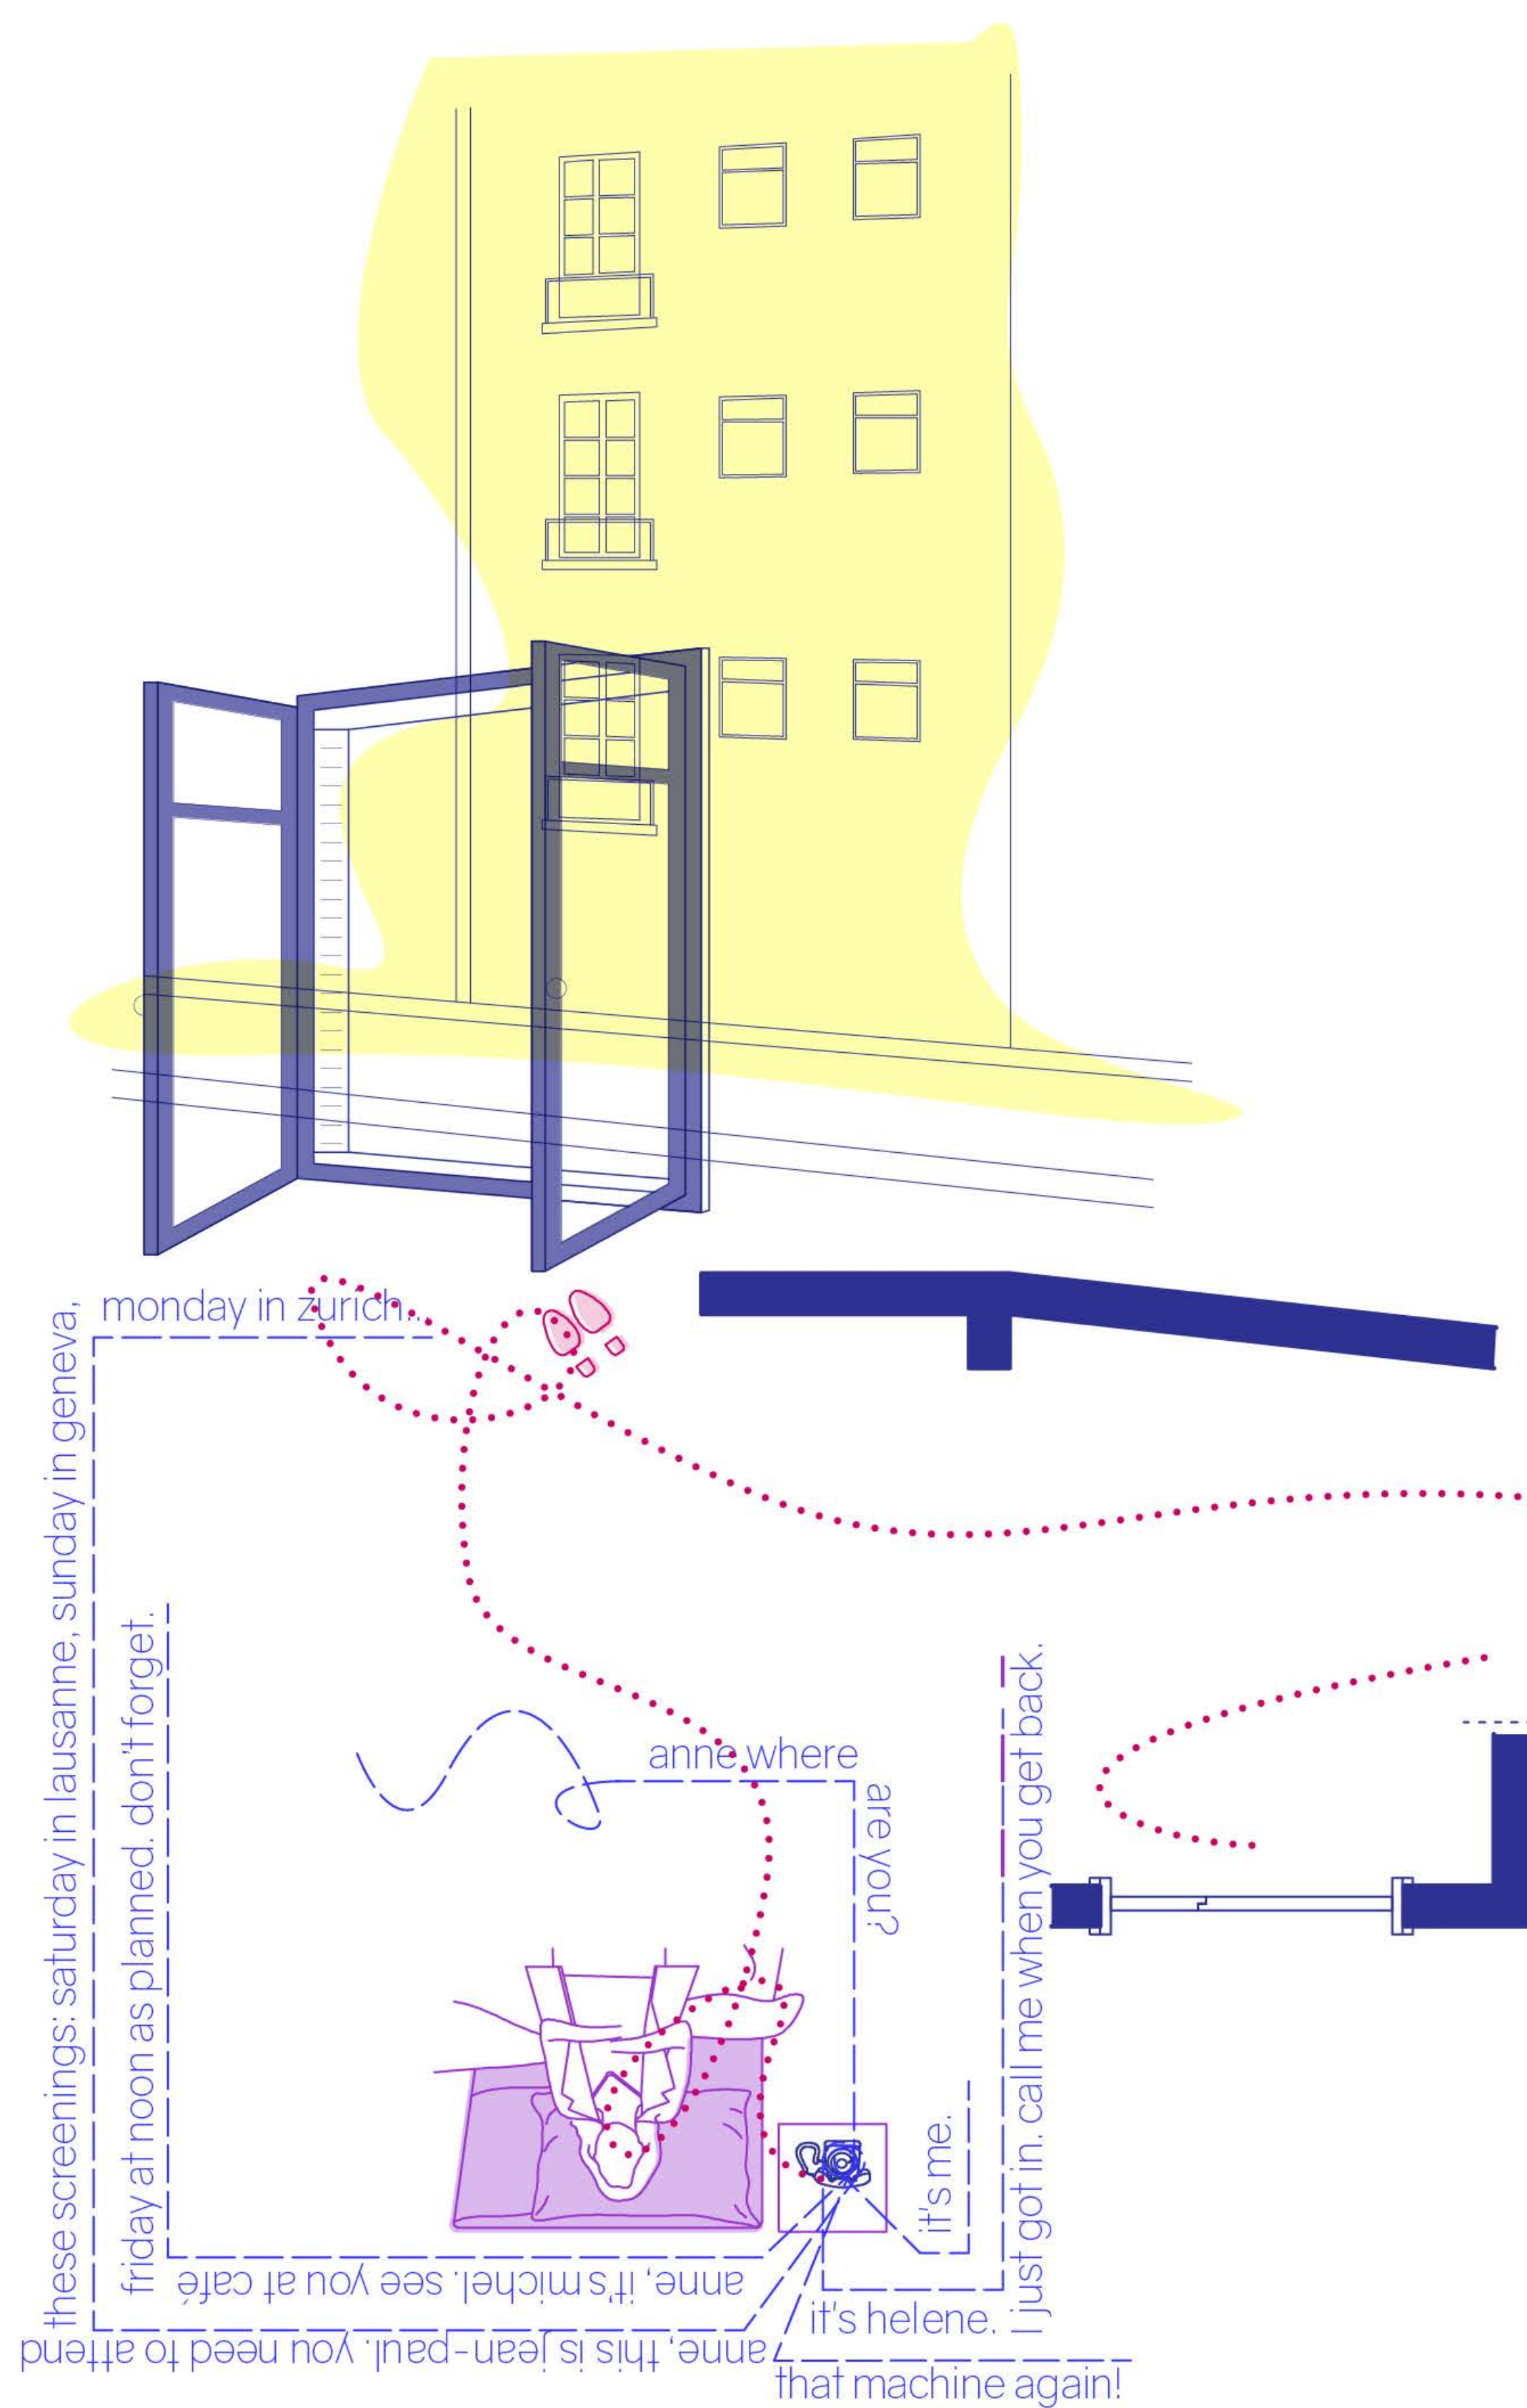 monday in zurich...
these screenings: saturday in lausanne, sunday in geneva,
friday at noon as planned. don't forget.
anne where
are you?
i just got in. call me when you get back.
it's me.
anne, it's michel. see you at café
it's helene.
anne, this is jean-paul. you need to attend
that machine again!